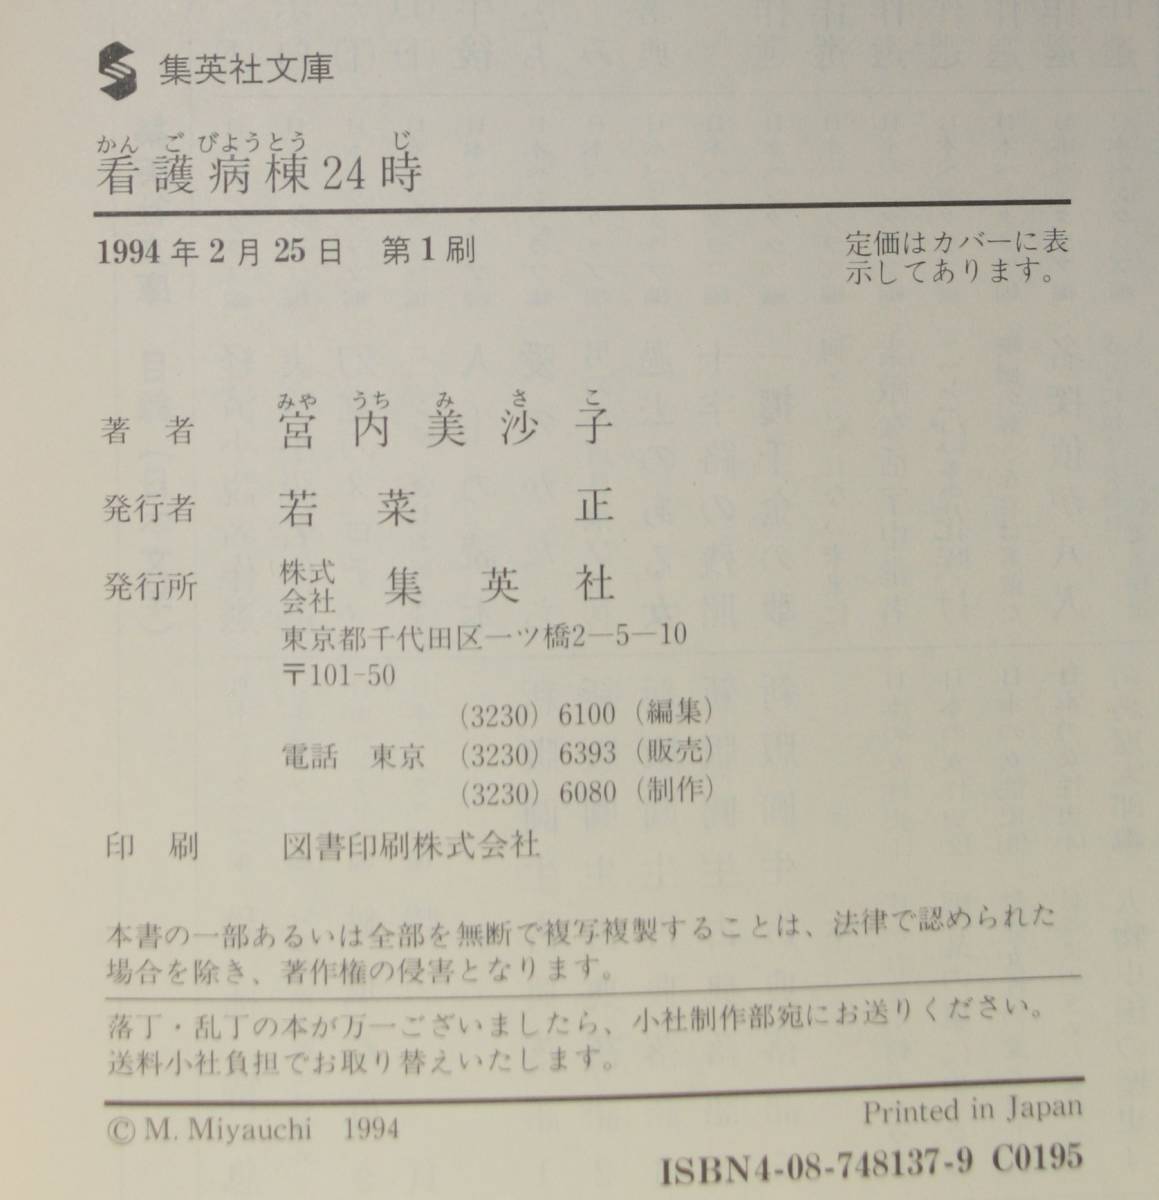 集英社文庫
かん ご びようとう じ
看護病棟24時
1994年2月25日 第1刷
定価はカバーに表
示してあります。
みや うち み さ こ
著者 宮内美沙子
発行者 若菜 正
発行所 株式会社 集英社
東京都千代田区一ツ橋2—5—10
〒101-50
(3230) 6100 (編集)
電話 東京 (3230) 6393 (販売)
(3230) 6080 (制作)
印刷 図書印刷株式会社
本書の一部あるいは全部を無断で複写複製することは、法律で認められた
場合を除き、著作権の侵害となります。
落丁・乱丁の本が万一ございましたら、小社制作部宛にお送りください。
送料小社負担でお取り替えいたします。
© M. Miyauchi 1994
Printed in Japan
ISBN4-08-748137-9 C0195